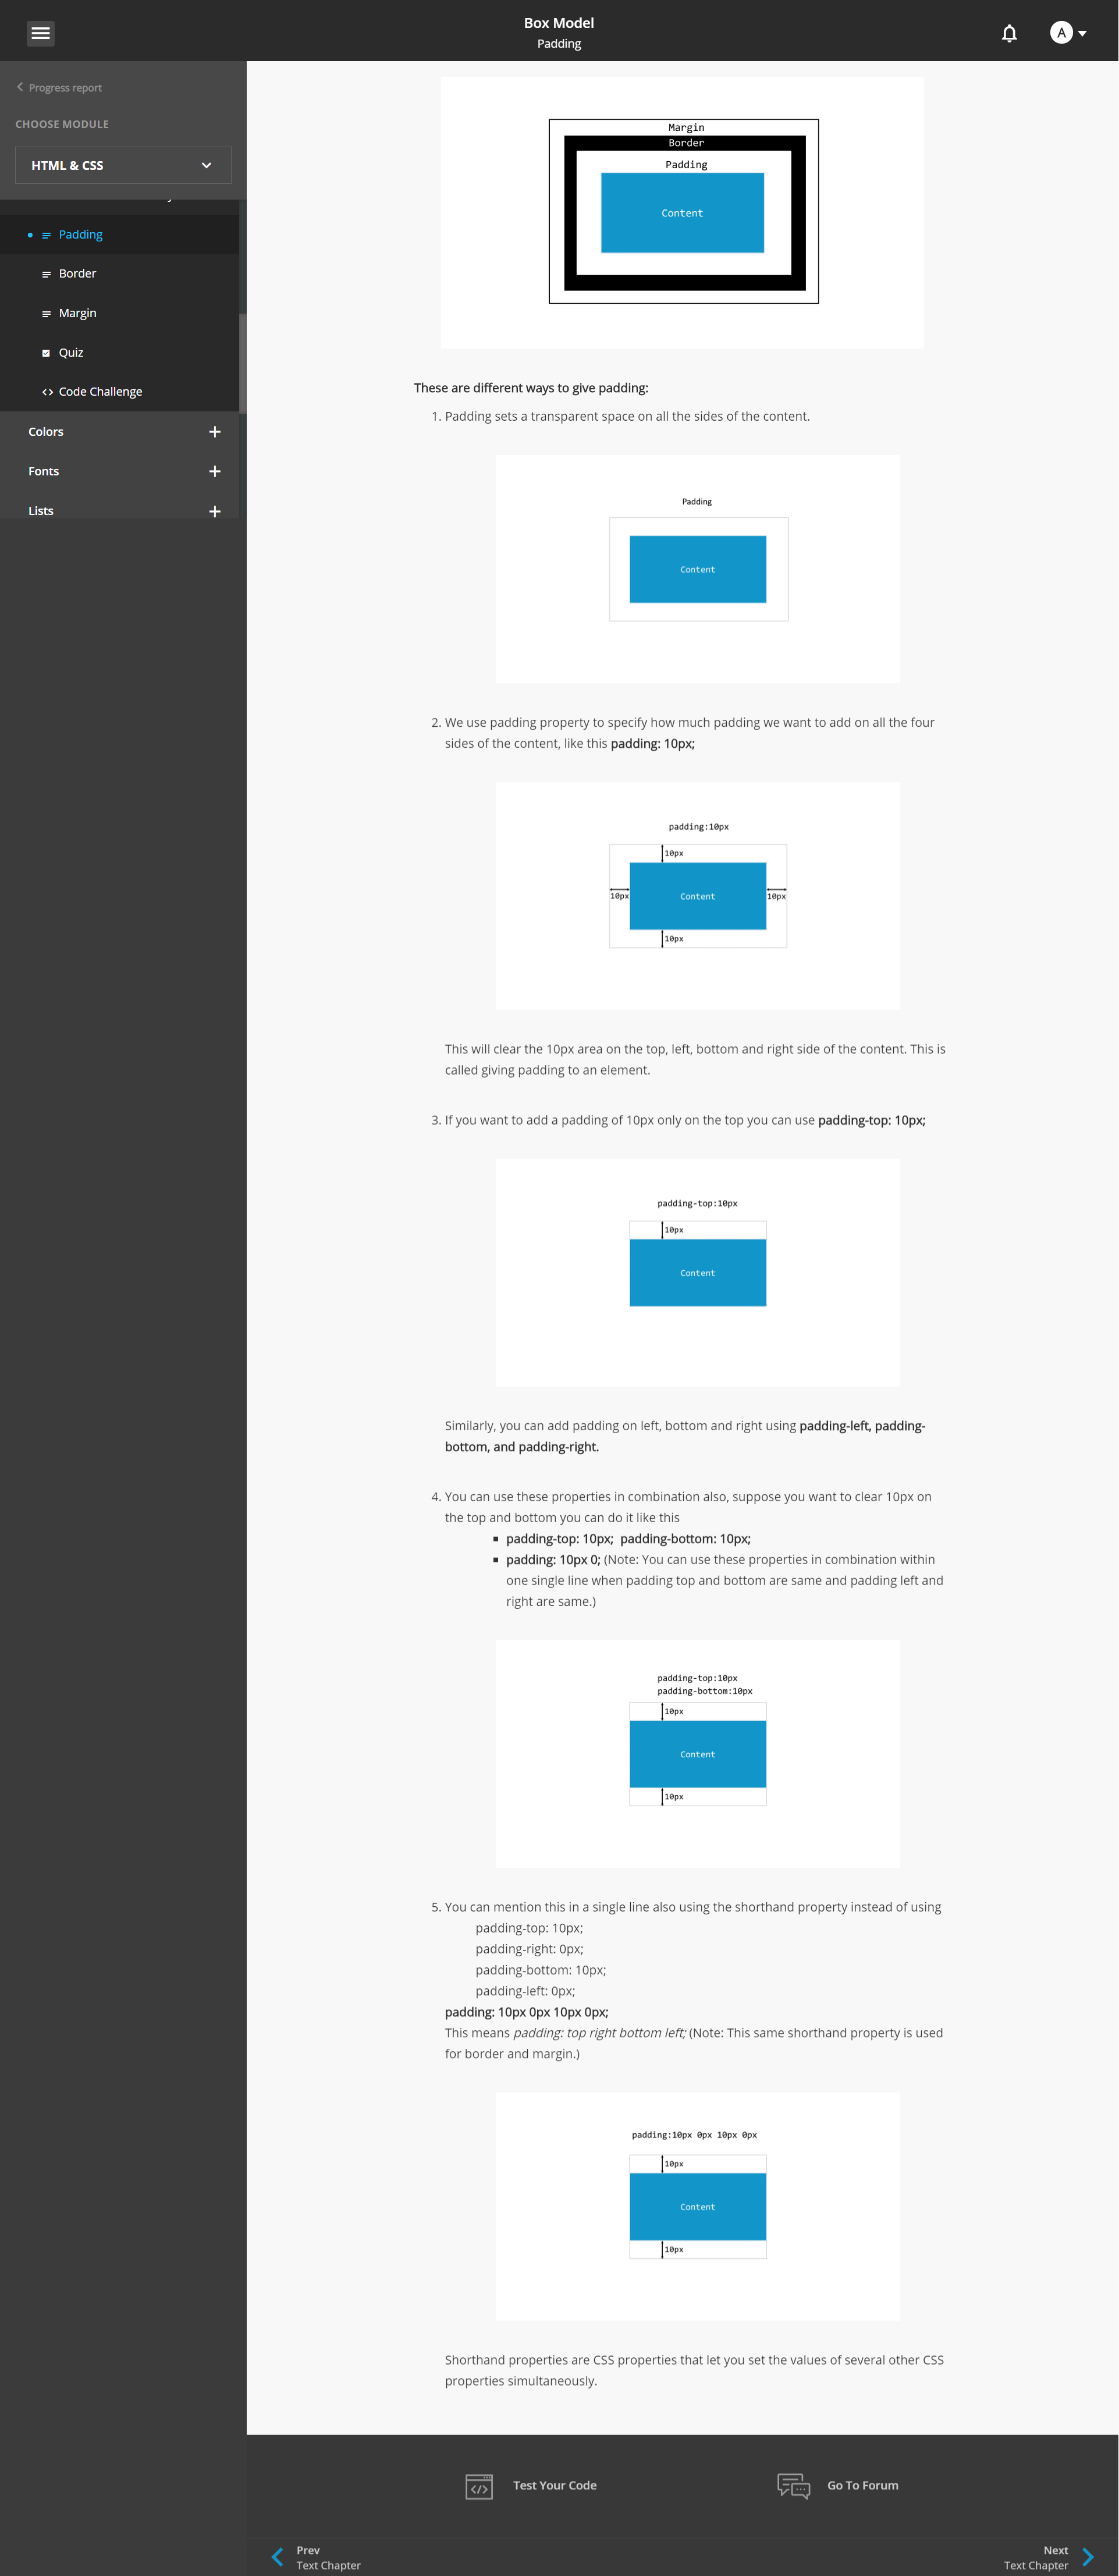 Box Model
Padding
A
Progress report
CHOOSE MODULE
HTML & CSS
Padding
Border
Margin
Quiz
Code Challenge
Colors
Fonts
Lists
Margin
Border
Padding
Content
These are different ways to give padding:
1. Padding sets a transparent space on all the sides of the content.
Padding
Content
2. We use padding property to specify how much padding we want to add on all the four
sides of the content, like this padding: 10px;
padding:10px
10px
10px Content 10px
10px
This will clear the 10px area on the top, left, bottom and right side of the content. This is
called giving padding to an element.
3. If you want to add a padding of 10px only on the top you can use padding-top: 10px;
padding-top:10px
10px
Content
Similarly, you can add padding on left, bottom and right using padding-left, padding-
bottom, and padding-right.
4. You can use these properties in combination also, suppose you want to clear 10px on
the top and bottom you can do it like this
padding-top: 10px; padding-bottom: 10px;
padding: 10px 0; (Note: You can use these properties in combination within
one single line when padding top and bottom are same and padding left and
right are same.)
padding-top:10px
padding-bottom:10px
10px
Content
10px
5. You can mention this in a single line also using the shorthand property instead of using
padding-top: 10px;
padding-right: 0px;
padding-bottom: 10px;
padding-left: 0px;
padding: 10px 0px 10px 0px;
This means padding: top right bottom left; (Note: This same shorthand property is used
for border and margin.)
padding:10px 0px 10px 0px
10px
Content
10px
Shorthand properties are CSS properties that let you set the values of several other CSS
properties simultaneously.
Test Your Code
Go To Forum
Prev
Text Chapter
Next
Text Chapter